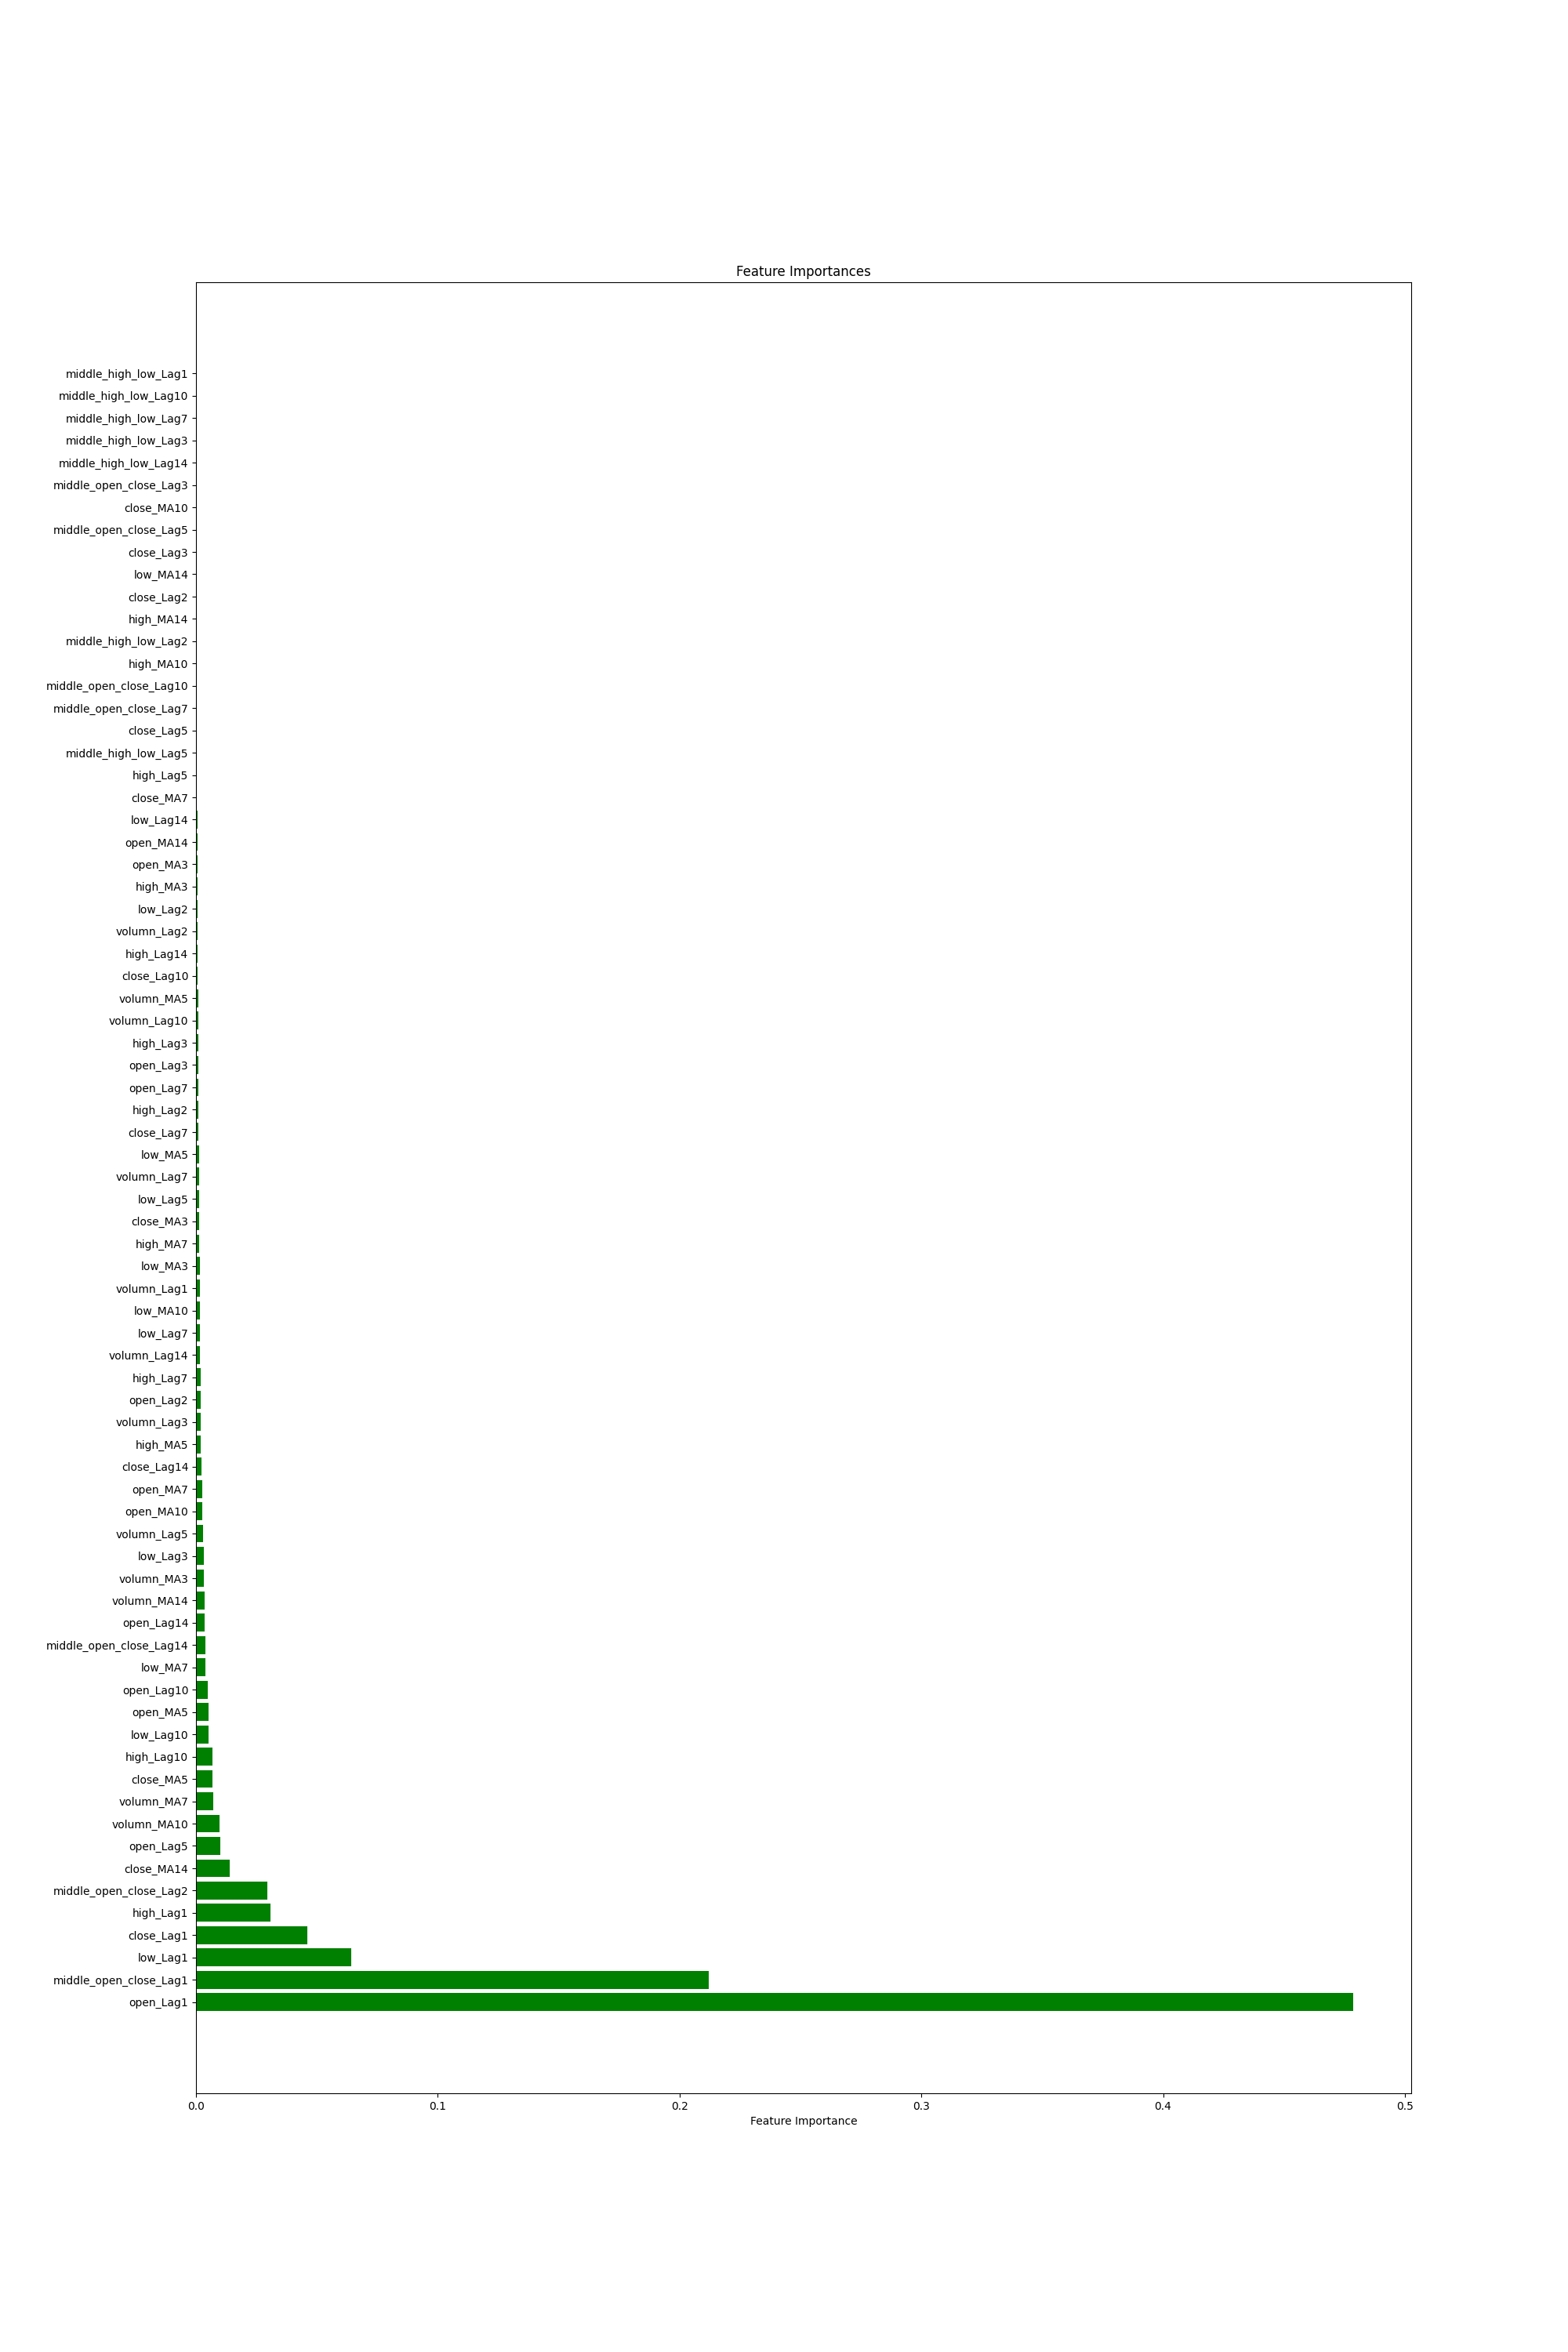 Feature Importances
middle_high_low_Lag1
middle_high_low_Lag10
middle_high_low_Lag7
middle_high_low_Lag3
middle_high_low_Lag14
middle_open_close_Lag3
close_MA10
middle_open_close_Lag5
close_Lag3
low_MA14
close_Lag2
high_MA14
middle_high_low_Lag2
high_MA10
middle_open_close_Lag10
middle_open_close_Lag7
close_Lag5
middle_high_low_Lag5
high_Lag5
close_MA7
low_Lag14
open_MA14
open_MA3
high_MA3
low_Lag2
volumn_Lag2
high_Lag14
close_Lag10
volumn_MA5
volumn_Lag10
high_Lag3
open_Lag3
open_Lag7
high_Lag2
close_Lag7
low_MA5
volumn_Lag7
low_Lag5
close_MA3
high_MA7
low_MA3
volumn_Lag1
low_MA10
low_Lag7
volumn_Lag14
high_Lag7
open_Lag2
volumn_Lag3
high_MA5
close_Lag14
open_MA7
open_MA10
volumn_Lag5
low_Lag3
volumn_MA3
volumn_MA14
open_Lag14
middle_open_close_Lag14
low_MA7
open_Lag10
open_MA5
low_Lag10
high_Lag10
close_MA5
volumn_MA7
volumn_MA10
open_Lag5
close_MA14
middle_open_close_Lag2
high_Lag1
close_Lag1
low_Lag1
middle_open_close_Lag1
open_Lag1
0.0 0.1 0.2 0.3 0.4 0.5
Feature Importance